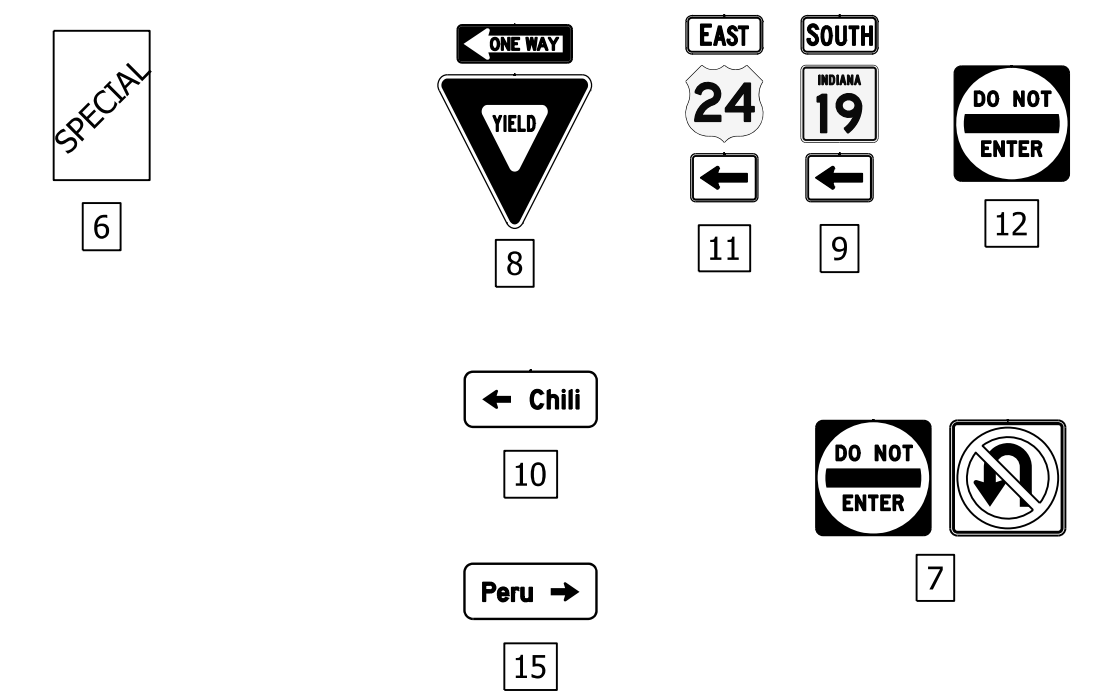 SPECIAL
6
ONE WAY
YIELD
8
EAST
24
11
SOUTH
INDIANA
19
9
DO NOT
ENTER
12
Chili
10
DO NOT
ENTER
7
Peru
15